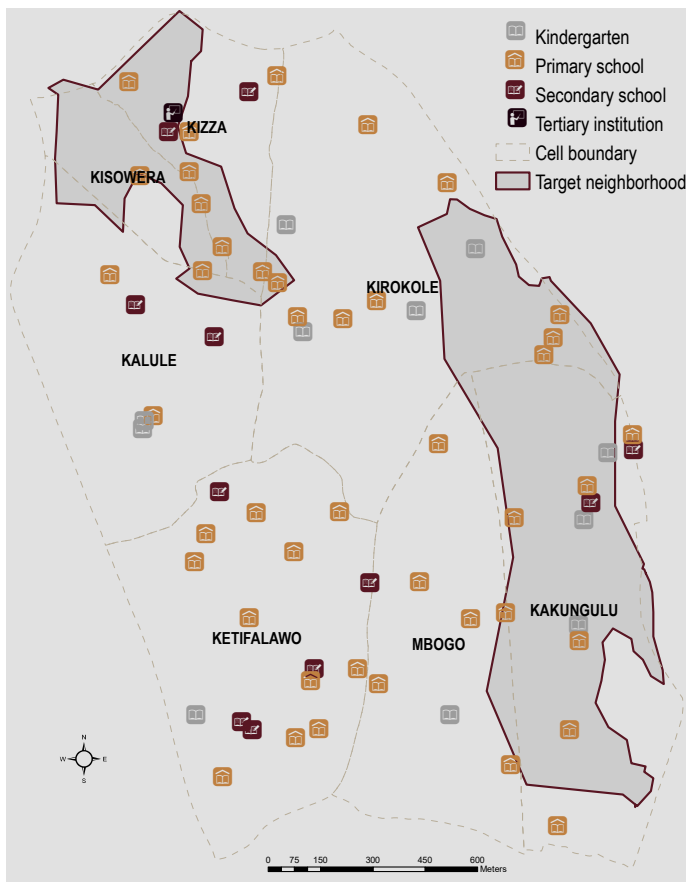 Kindergarten
Primary school
Secondary school
Tertiary institution
Cell boundary
Target neighborhood
KIZZA
KISOWERA
KIROKOLE
KALULE
KETIFALAWO
MBOGO
KAKUNGULU
N
W E
S
0 75 150 300 450 600
Meters